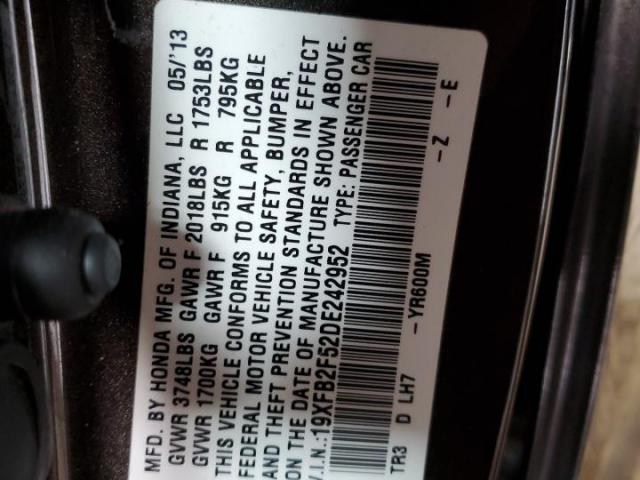 MFD. BY HONDA MFG. OF INDIANA, LLC 05/'13
GVWR 3748LBS GAWR F 2018LBS R 1753LBS
GVWR 1700KG GAWR F 915KG R 795KG
THIS VEHICLE CONFORMS TO ALL APPLICABLE
FEDERAL MOTOR VEHICLE SAFETY, BUMPER,
AND THEFT PREVENTION STANDARDS IN EFFECT
ON THE DATE OF MANUFACTURE SHOWN ABOVE.
V.I.N.:19XFB2F52DE242952 TYPE: PASSENGER CAR
TR3 D LH7 -YR600M -Z -E